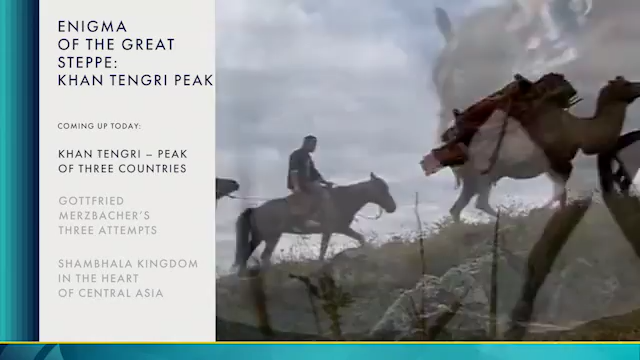 ENIGMA
OF THE GREAT
STEPPE:
KHAN TENGRI PEAK
COMING UP TODAY:
KHAN TENGRI – PEAK
OF THREE COUNTRIES
GOTTFRIED
MERZBACHER'S
THREE ATTEMPTS
SHAMBHALA KINGDOM
IN THE HEART
OF CENTRAL ASIA